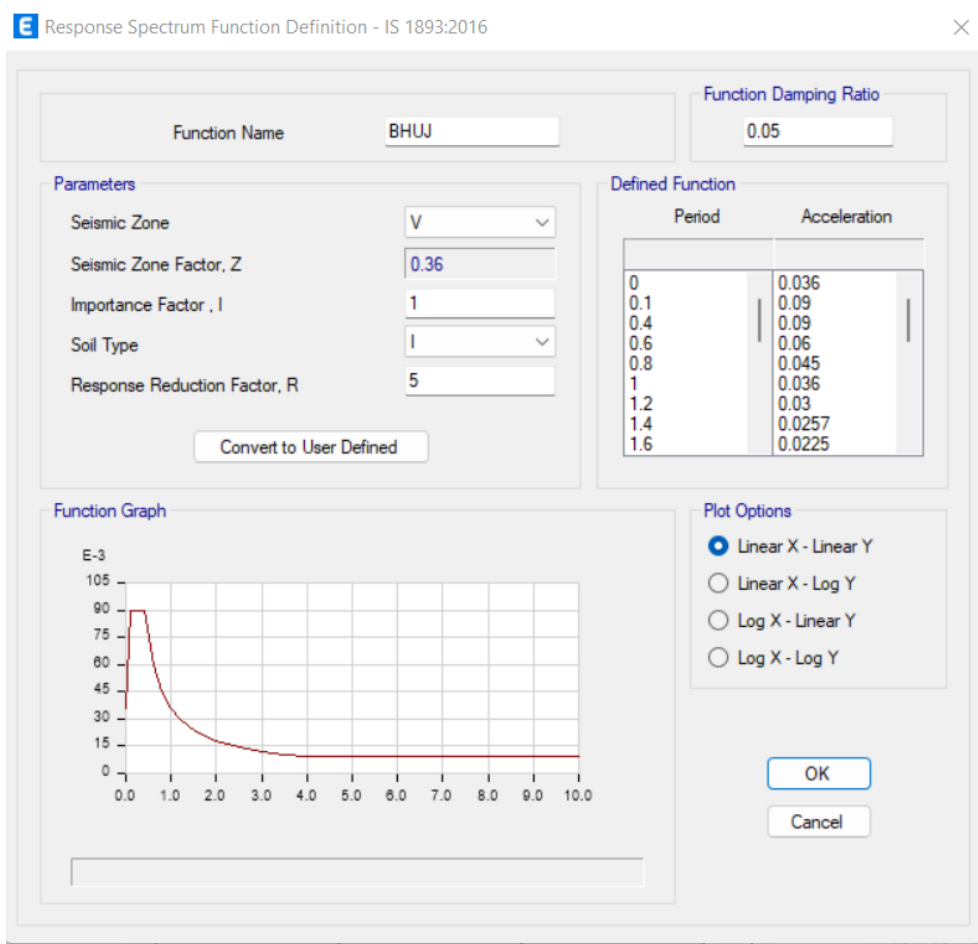 E Response Spectrum Function Definition - IS 1893:2016
Function Name
BHUJ
Function Damping Ratio
0.05
Parameters
Seismic Zone
V
Seismic Zone Factor, Z
0.36
Importance Factor , I
1
Soil Type
I
Response Reduction Factor, R
5
Convert to User Defined
Defined Function
Period Acceleration
0 0.036
0.1 0.09
0.4 0.09
0.6 0.06
0.8 0.045
1 0.036
1.2 0.03
1.4 0.0257
1.6 0.0225
Function Graph
E-3
105
90
75
60
45
30
15
0
0.0 1.0 2.0 3.0 4.0 5.0 6.0 7.0 8.0 9.0 10.0
Plot Options
Linear X - Linear Y
Linear X - Log Y
Log X - Linear Y
Log X - Log Y
OK
Cancel